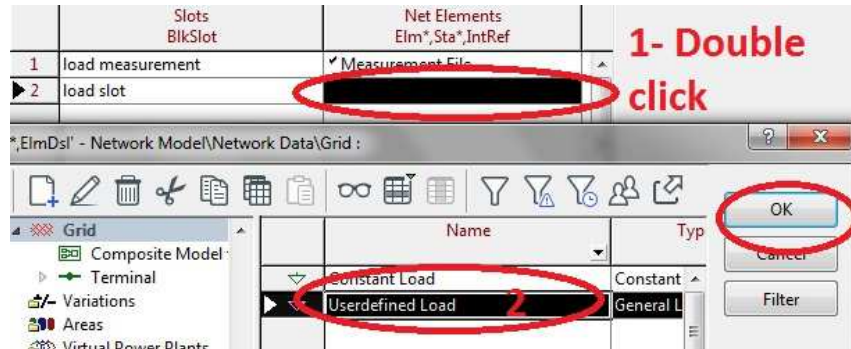 Slots
BlkSlot
Net Elements
Elm*,Sta*,IntRef
1 load measurement ✓Measurement File
2 load slot
1- Double
click
*,ElmDsl' - Network Model\Network Data\Grid :
Grid
Composite Model
Terminal
Variations
Areas
Virtual Power Plants
Name Typ
Constant Load Constant
Userdefined Load General L
2
OK
Cancel
Filter